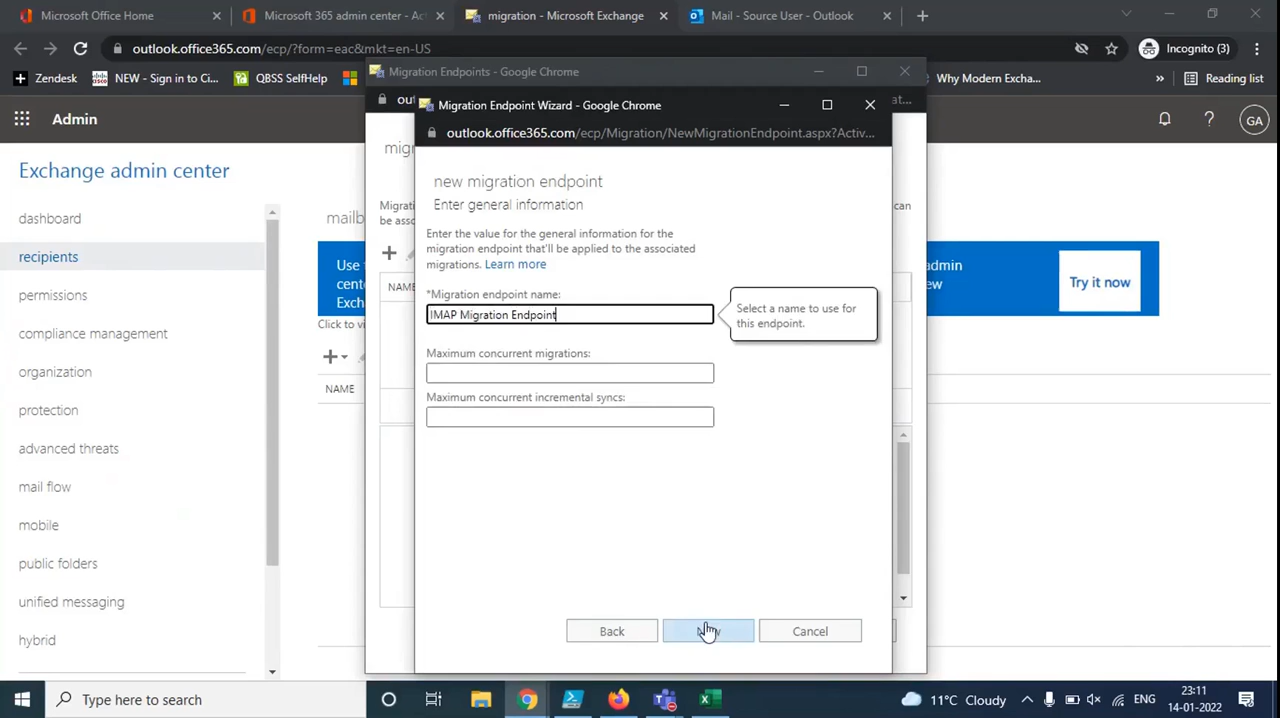 Microsoft Office Home
Microsoft 365 admin center - Act
migration - Microsoft Exchange
Mail - Source User - Outlook
outlook.office365.com/ecp/?form=eac&mkt=en-US
Incognito (3)
Zendesk
NEW - Sign in to Ci...
QBSS SelfHelp
Why Modern Excha...
»
Reading list
Migration Endpoints - Google Chrome
Migration Endpoint Wizard - Google Chrome
outlook.office365.com/ecp/Migration/NewMigrationEndpoint.aspx?Activ...
Admin
GA
Exchange admin center
dashboard
recipients
permissions
compliance management
organization
protection
advanced threats
mail flow
mobile
public folders
unified messaging
hybrid
new migration endpoint
Enter general information
Enter the value for the general information for the
migration endpoint that'll be applied to the associated
migrations. Learn more
*Migration endpoint name:
IMAP Migration Endpoint
Select a name to use for
this endpoint.
Maximum concurrent migrations:
Maximum concurrent incremental syncs:
Back
Cancel
can
be
NAME
Use
Click to vi
NAME
admin
Try it now
Type here to search
11°C Cloudy
ENG
23:11
14-01-2022